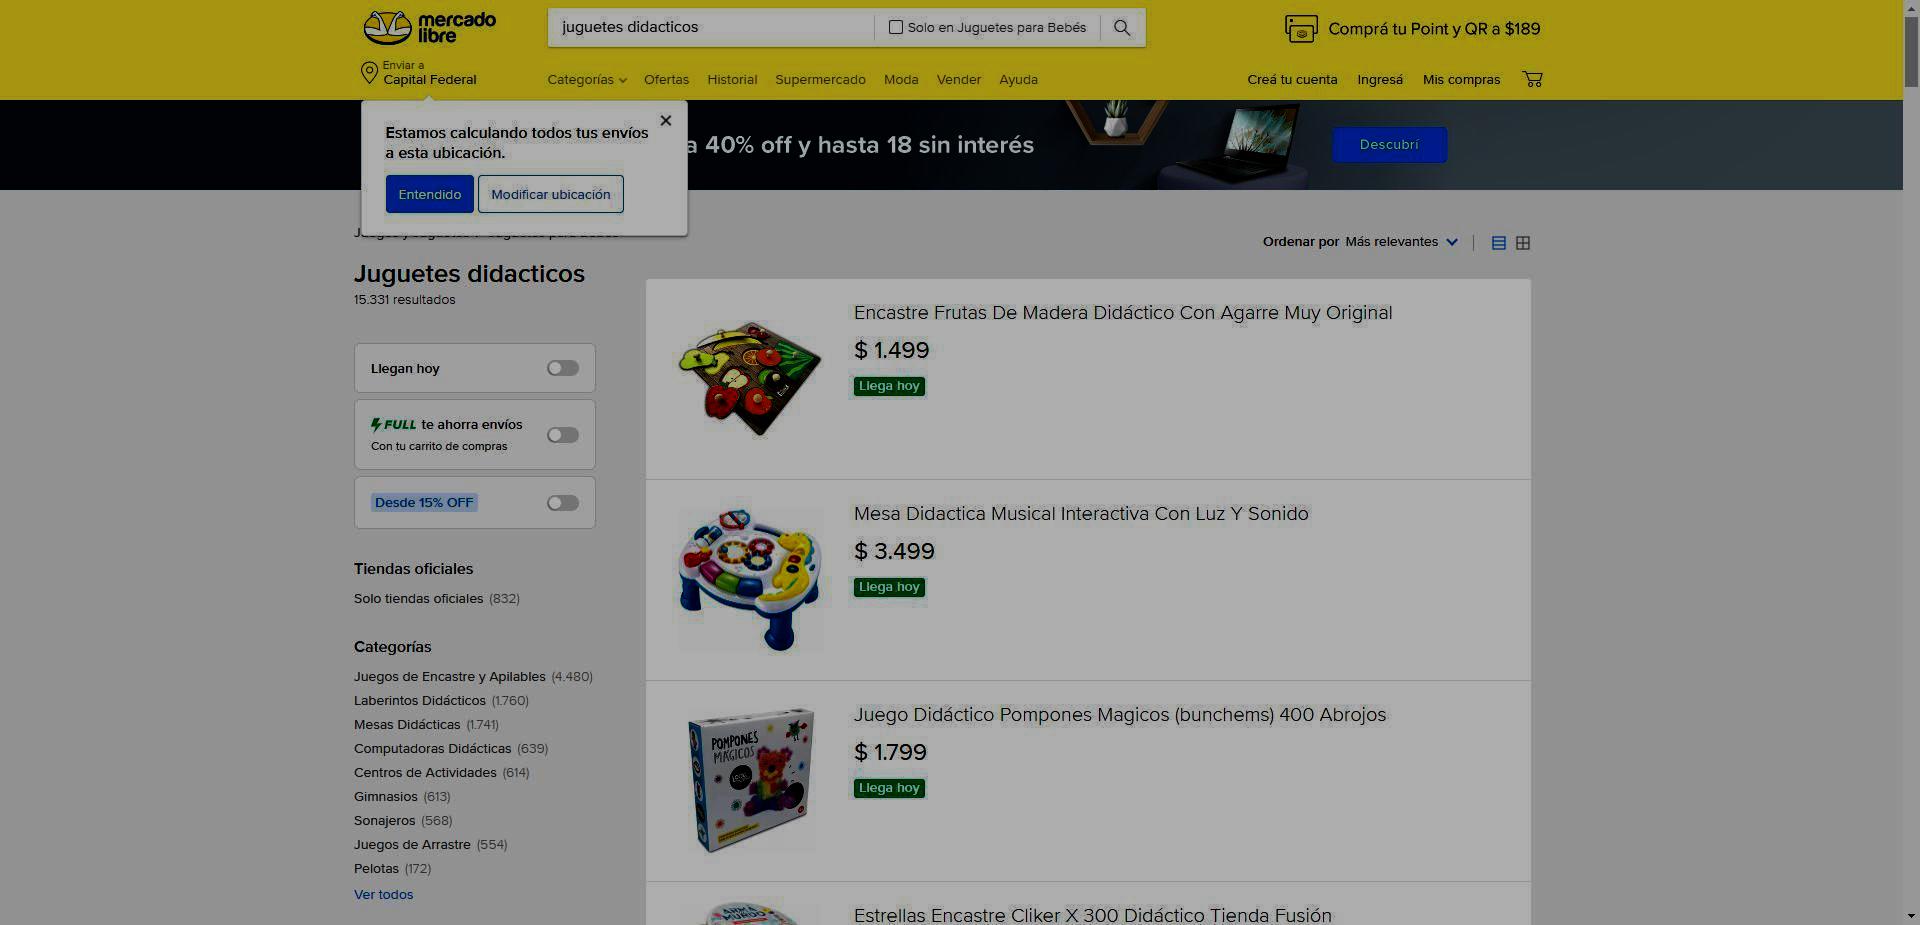 mercado
libre
juguetes didacticos
Solo en Juguetes para Bebés
Comprá tu Point y QR a $189
Enviar a
Capital Federal
Categorías
Ofertas
Historial
Supermercado
Moda
Vender
Ayuda
Creá tu cuenta
Ingresá
Mis compras
Estamos calculando todos tus envíos
a esta ubicación.
Entendido
Modificar ubicación
a 40% off y hasta 18 sin interés
Descubrí
Ordenar por Más relevantes
Juguetes didacticos
15.331 resultados
Llegan hoy
FULL te ahorra envíos
Con tu carrito de compras
Desde 15% OFF
Tiendas oficiales
Solo tiendas oficiales (832)
Categorías
Juegos de Encastre y Apilables (4.480)
Laberintos Didácticos (1.760)
Mesas Didácticas (1.741)
Computadoras Didácticas (639)
Centros de Actividades (614)
Gimnasios (613)
Sonajeros (568)
Juegos de Arrastre (554)
Pelotas (172)
Ver todos
Encastre Frutas De Madera Didáctico Con Agarre Muy Original
$ 1.499
Llega hoy
Mesa Didactica Musical Interactiva Con Luz Y Sonido
$ 3.499
Llega hoy
POMPONES
MÁGICOS
Juego Didáctico Pompones Magicos (bunchems) 400 Abrojos
$ 1.799
Llega hoy
Estrellas Encastre Cliker X 300 Didáctico Tienda Fusión